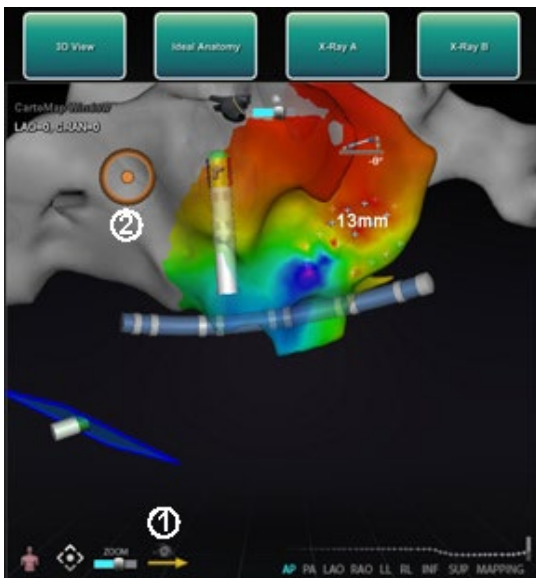 3D View
Ideal Anatomy
X-Ray A
X-Ray B
CartoMap Window
LAO=0, CRAN=0
-0°
②
13mm
①
ZOOM
AP PA LAO RAO LL RL INF SUP MAPPING